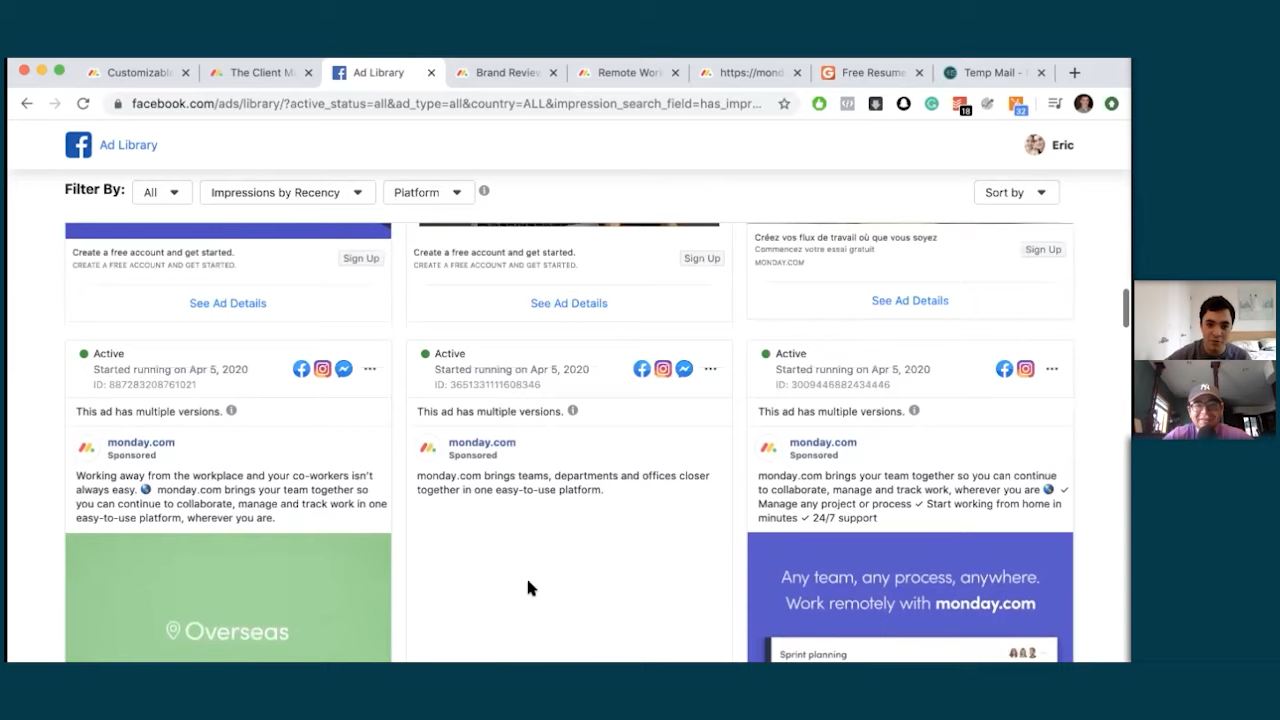 Customizabl
The Client M
Ad Library
Brand Review
Remote Work
https://mond
Free Resume
Temp Mail -
facebook.com/ads/library/?active_status=all&ad_type=all&country=ALL&impression_search_field=has_impr...
18
32
Ad Library
Eric
Filter By:
All
Impressions by Recency
Platform
Sort by
Create a free account and get started.
CREATE A FREE ACCOUNT AND GET STARTED.
Sign Up
See Ad Details
Create a free account and get started.
CREATE A FREE ACCOUNT AND GET STARTED.
Sign Up
See Ad Details
Créez vos flux de travail où que vous soyez
Commencez votre essai gratuit
MONDAY.COM
Sign Up
See Ad Details
Active
Started running on Apr 5, 2020
ID: 887283208761021
This ad has multiple versions.
monday.com
Sponsored
Working away from the workplace and your co-workers isn't
always easy. 🌎 monday.com brings your team together so
you can continue to collaborate, manage and track work in one
easy-to-use platform, wherever you are.
Overseas
Active
Started running on Apr 5, 2020
ID: 3651331111608346
This ad has multiple versions.
monday.com
Sponsored
monday.com brings teams, departments and offices closer
together in one easy-to-use platform.
Active
Started running on Apr 5, 2020
ID: 3009446882434446
This ad has multiple versions.
monday.com
Sponsored
monday.com brings your team together so you can continue
to collaborate, manage and track work, wherever you are 🌎 ✓
Manage any project or process ✓ Start working from home in
minutes ✓ 24/7 support
Any team, any process, anywhere.
Work remotely with monday.com
Sprint planning